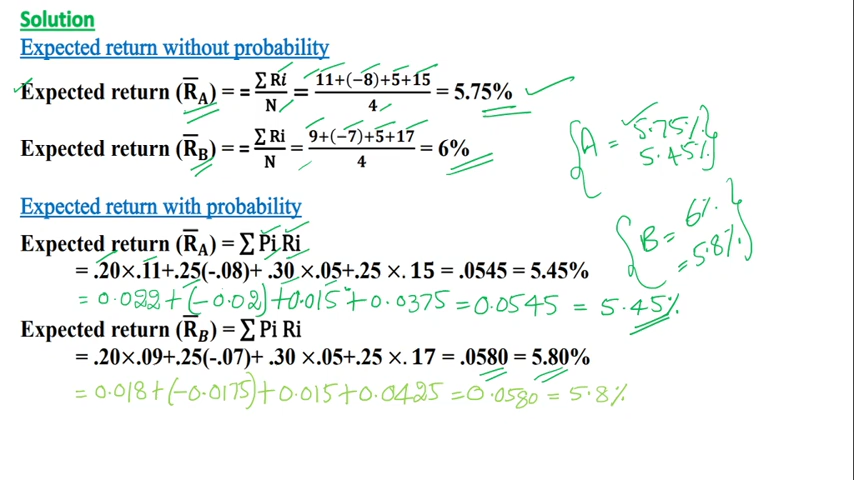 Solution
Expected return without probability
Expected return (R̅A) = = ∑ Ri / N = 11+(−8)+5+15 / 4 = 5.75%
Expected return (R̅B) = = ∑ Ri / N = 9+(−7)+5+17 / 4 = 6%
A = 5.75%
5.45%
B = 6%
= 5.8%
Expected return with probability
Expected return (R̅A) = ∑ Pi Ri
= .20×.11+.25(-.08)+ .30 ×.05+.25 ×. 15 = .0545 = 5.45%
= 0.022 + (-0.02) + 0.015 + 0.0375 = 0.0545 = 5.45%
Expected return (R̅B) = ∑ Pi Ri
= .20×.09+.25(-.07)+ .30 ×.05+.25 ×. 17 = .0580 = 5.80%
= 0.018 + (-0.0175) + 0.015 + 0.0425 = 0.0580 = 5.8%